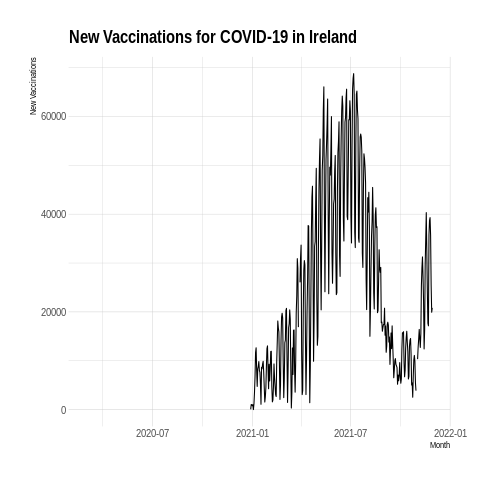 New Vaccinations for COVID-19 in Ireland
New Vaccinations
60000
40000
20000
0
2020-07 2021-01 2021-07 2022-01
Month